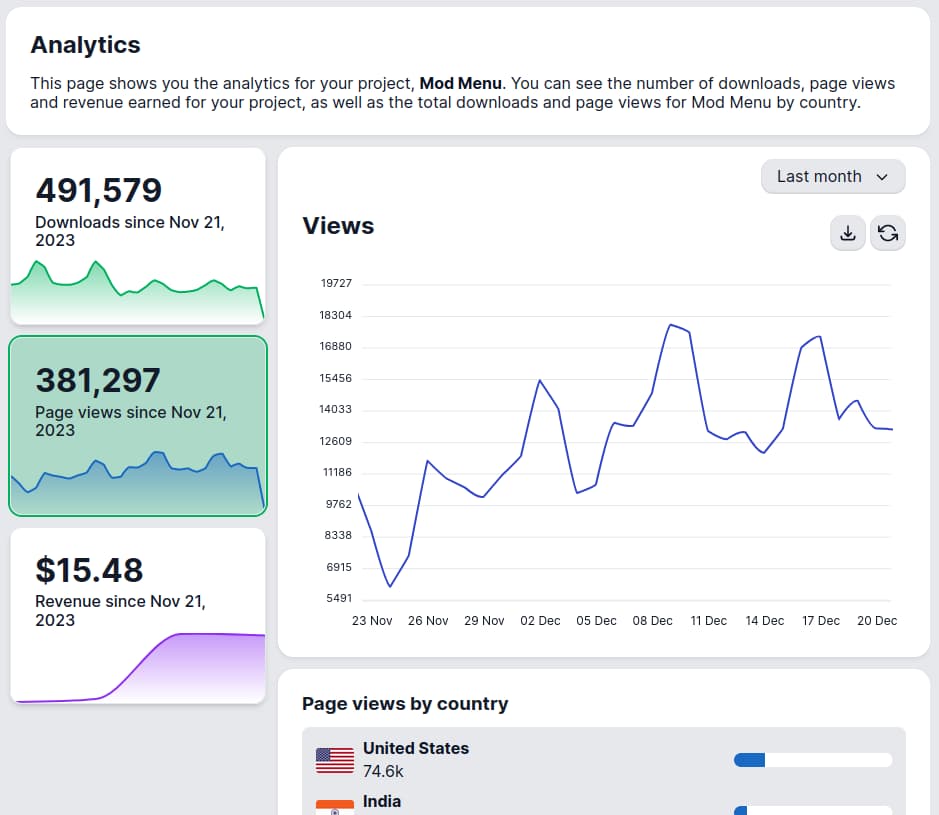 Analytics
This page shows you the analytics for your project, Mod Menu. You can see the number of downloads, page views
and revenue earned for your project, as well as the total downloads and page views for Mod Menu by country.
491,579
Downloads since Nov 21,
2023
381,297
Page views since Nov 21,
2023
$15.48
Revenue since Nov 21,
2023
Last month
Views
19727
18304
16880
15456
14033
12609
11186
9762
8338
6915
5491
23 Nov 26 Nov 29 Nov 02 Dec 05 Dec 08 Dec 11 Dec 14 Dec 17 Dec 20 Dec
Page views by country
United States
74.6k
India